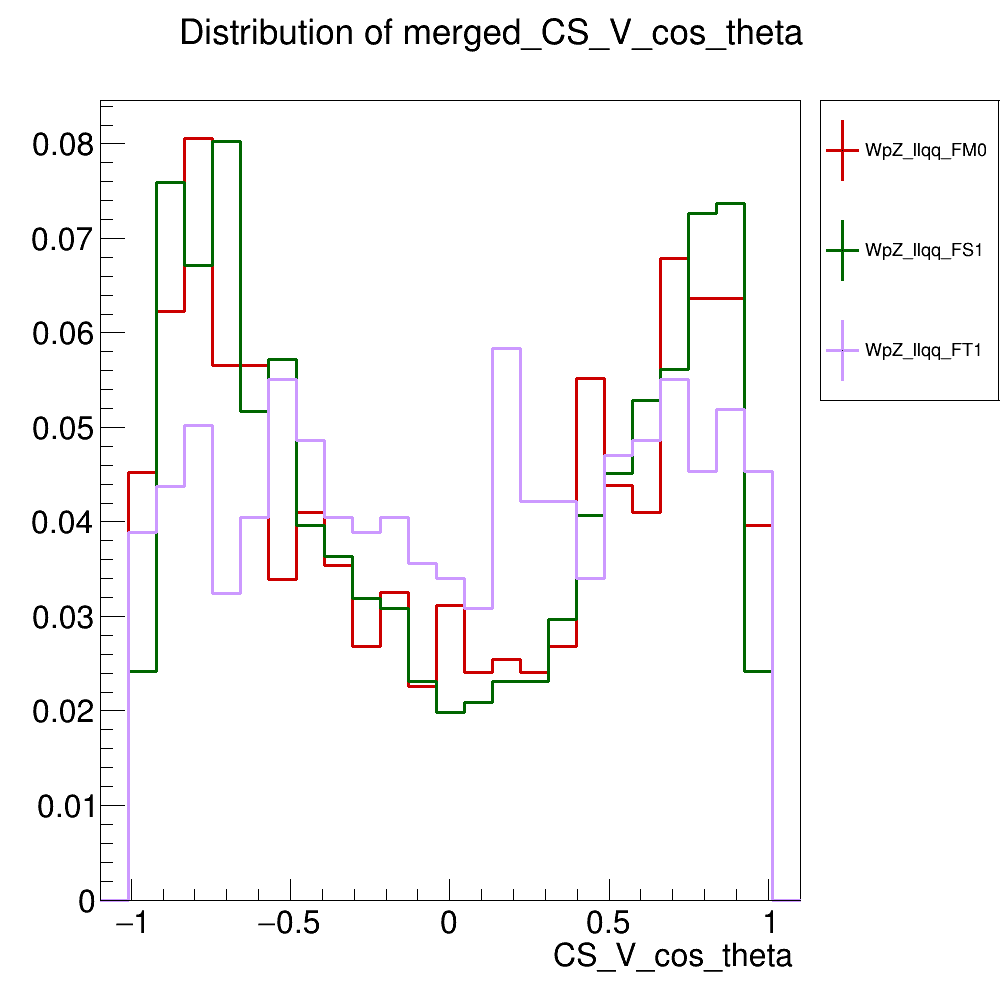 Distribution of merged_CS_V_cos_theta
0.08
0.07
0.06
0.05
0.04
0.03
0.02
0.01
0
−1 −0.5 0 0.5 1
CS_V_cos_theta
WpZ_llqq_FM0
WpZ_llqq_FS1
WpZ_llqq_FT1